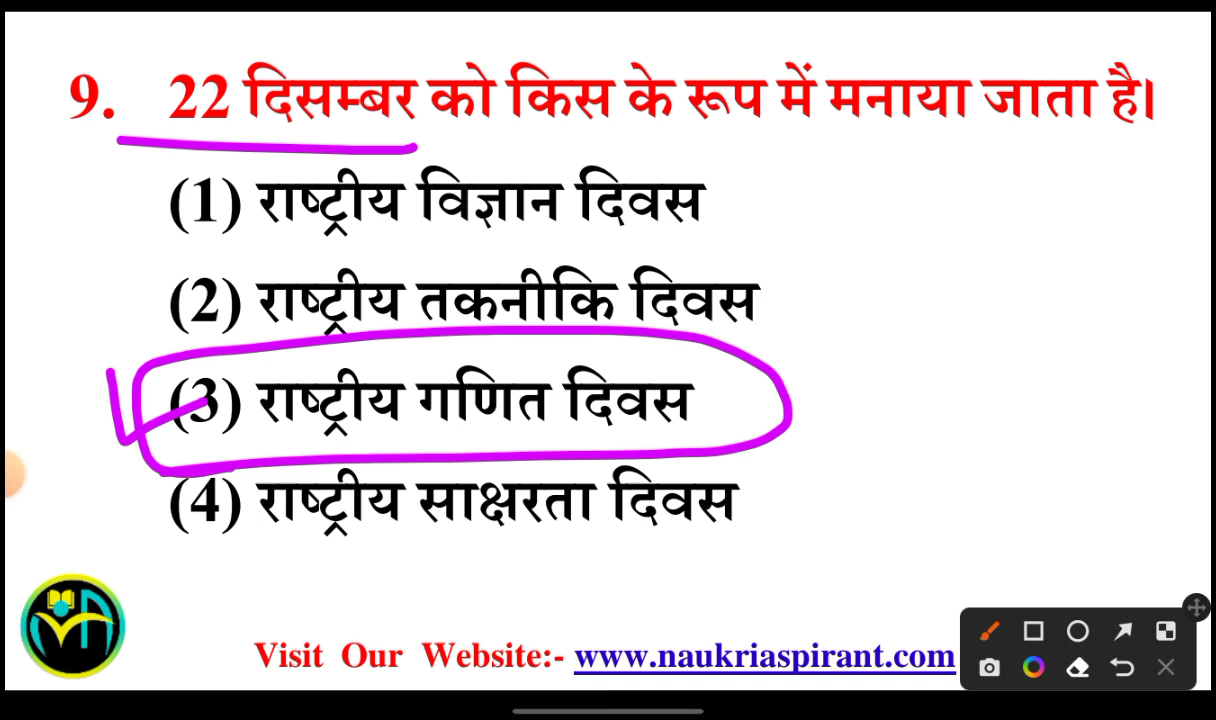 9. 22 दिसम्बर को किस के रूप में मनाया जाता है।
(1) राष्ट्रीय विज्ञान दिवस
(2) राष्ट्रीय तकनीकि दिवस
(3) राष्ट्रीय गणित दिवस
(4) राष्ट्रीय साक्षरता दिवस
Visit Our Website:- www.naukriaspirant.com